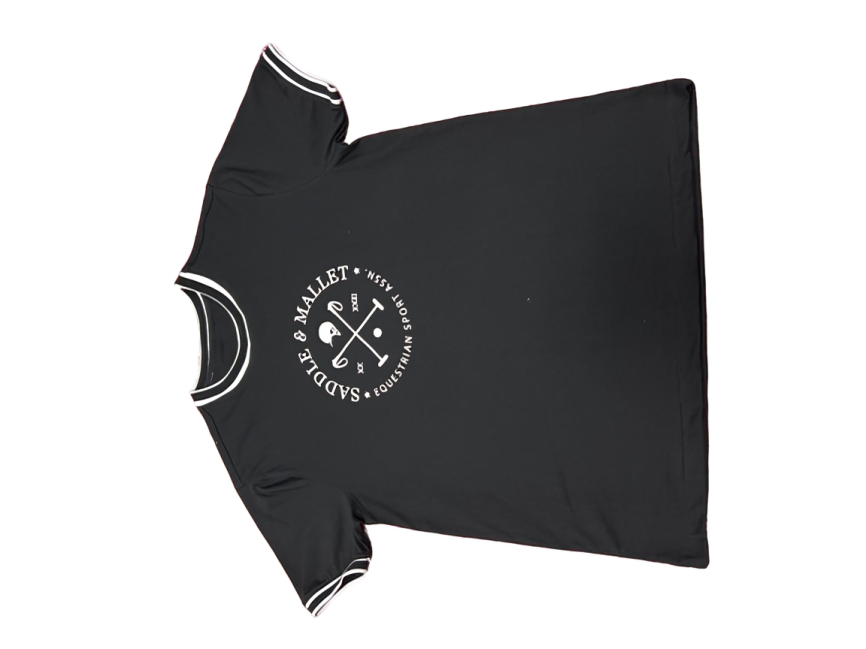 SADDLE & MALLET
EQUESTRIAN SPORT ASSN.